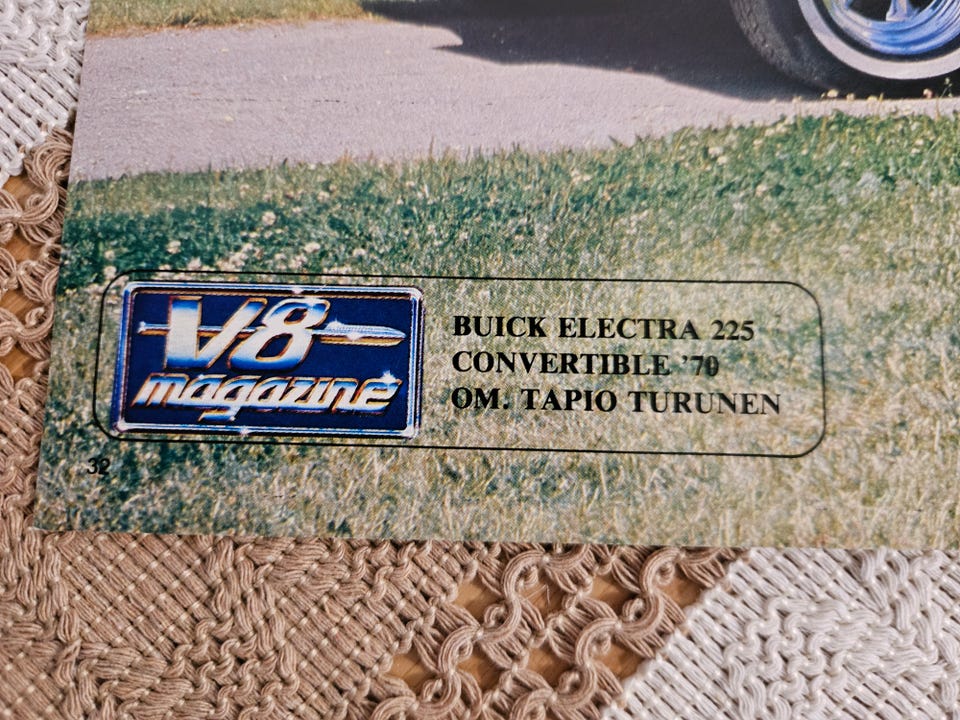 V8
magazine
BUICK ELECTRA 225
CONVERTIBLE '70
OM. TAPIO TURUNEN
32